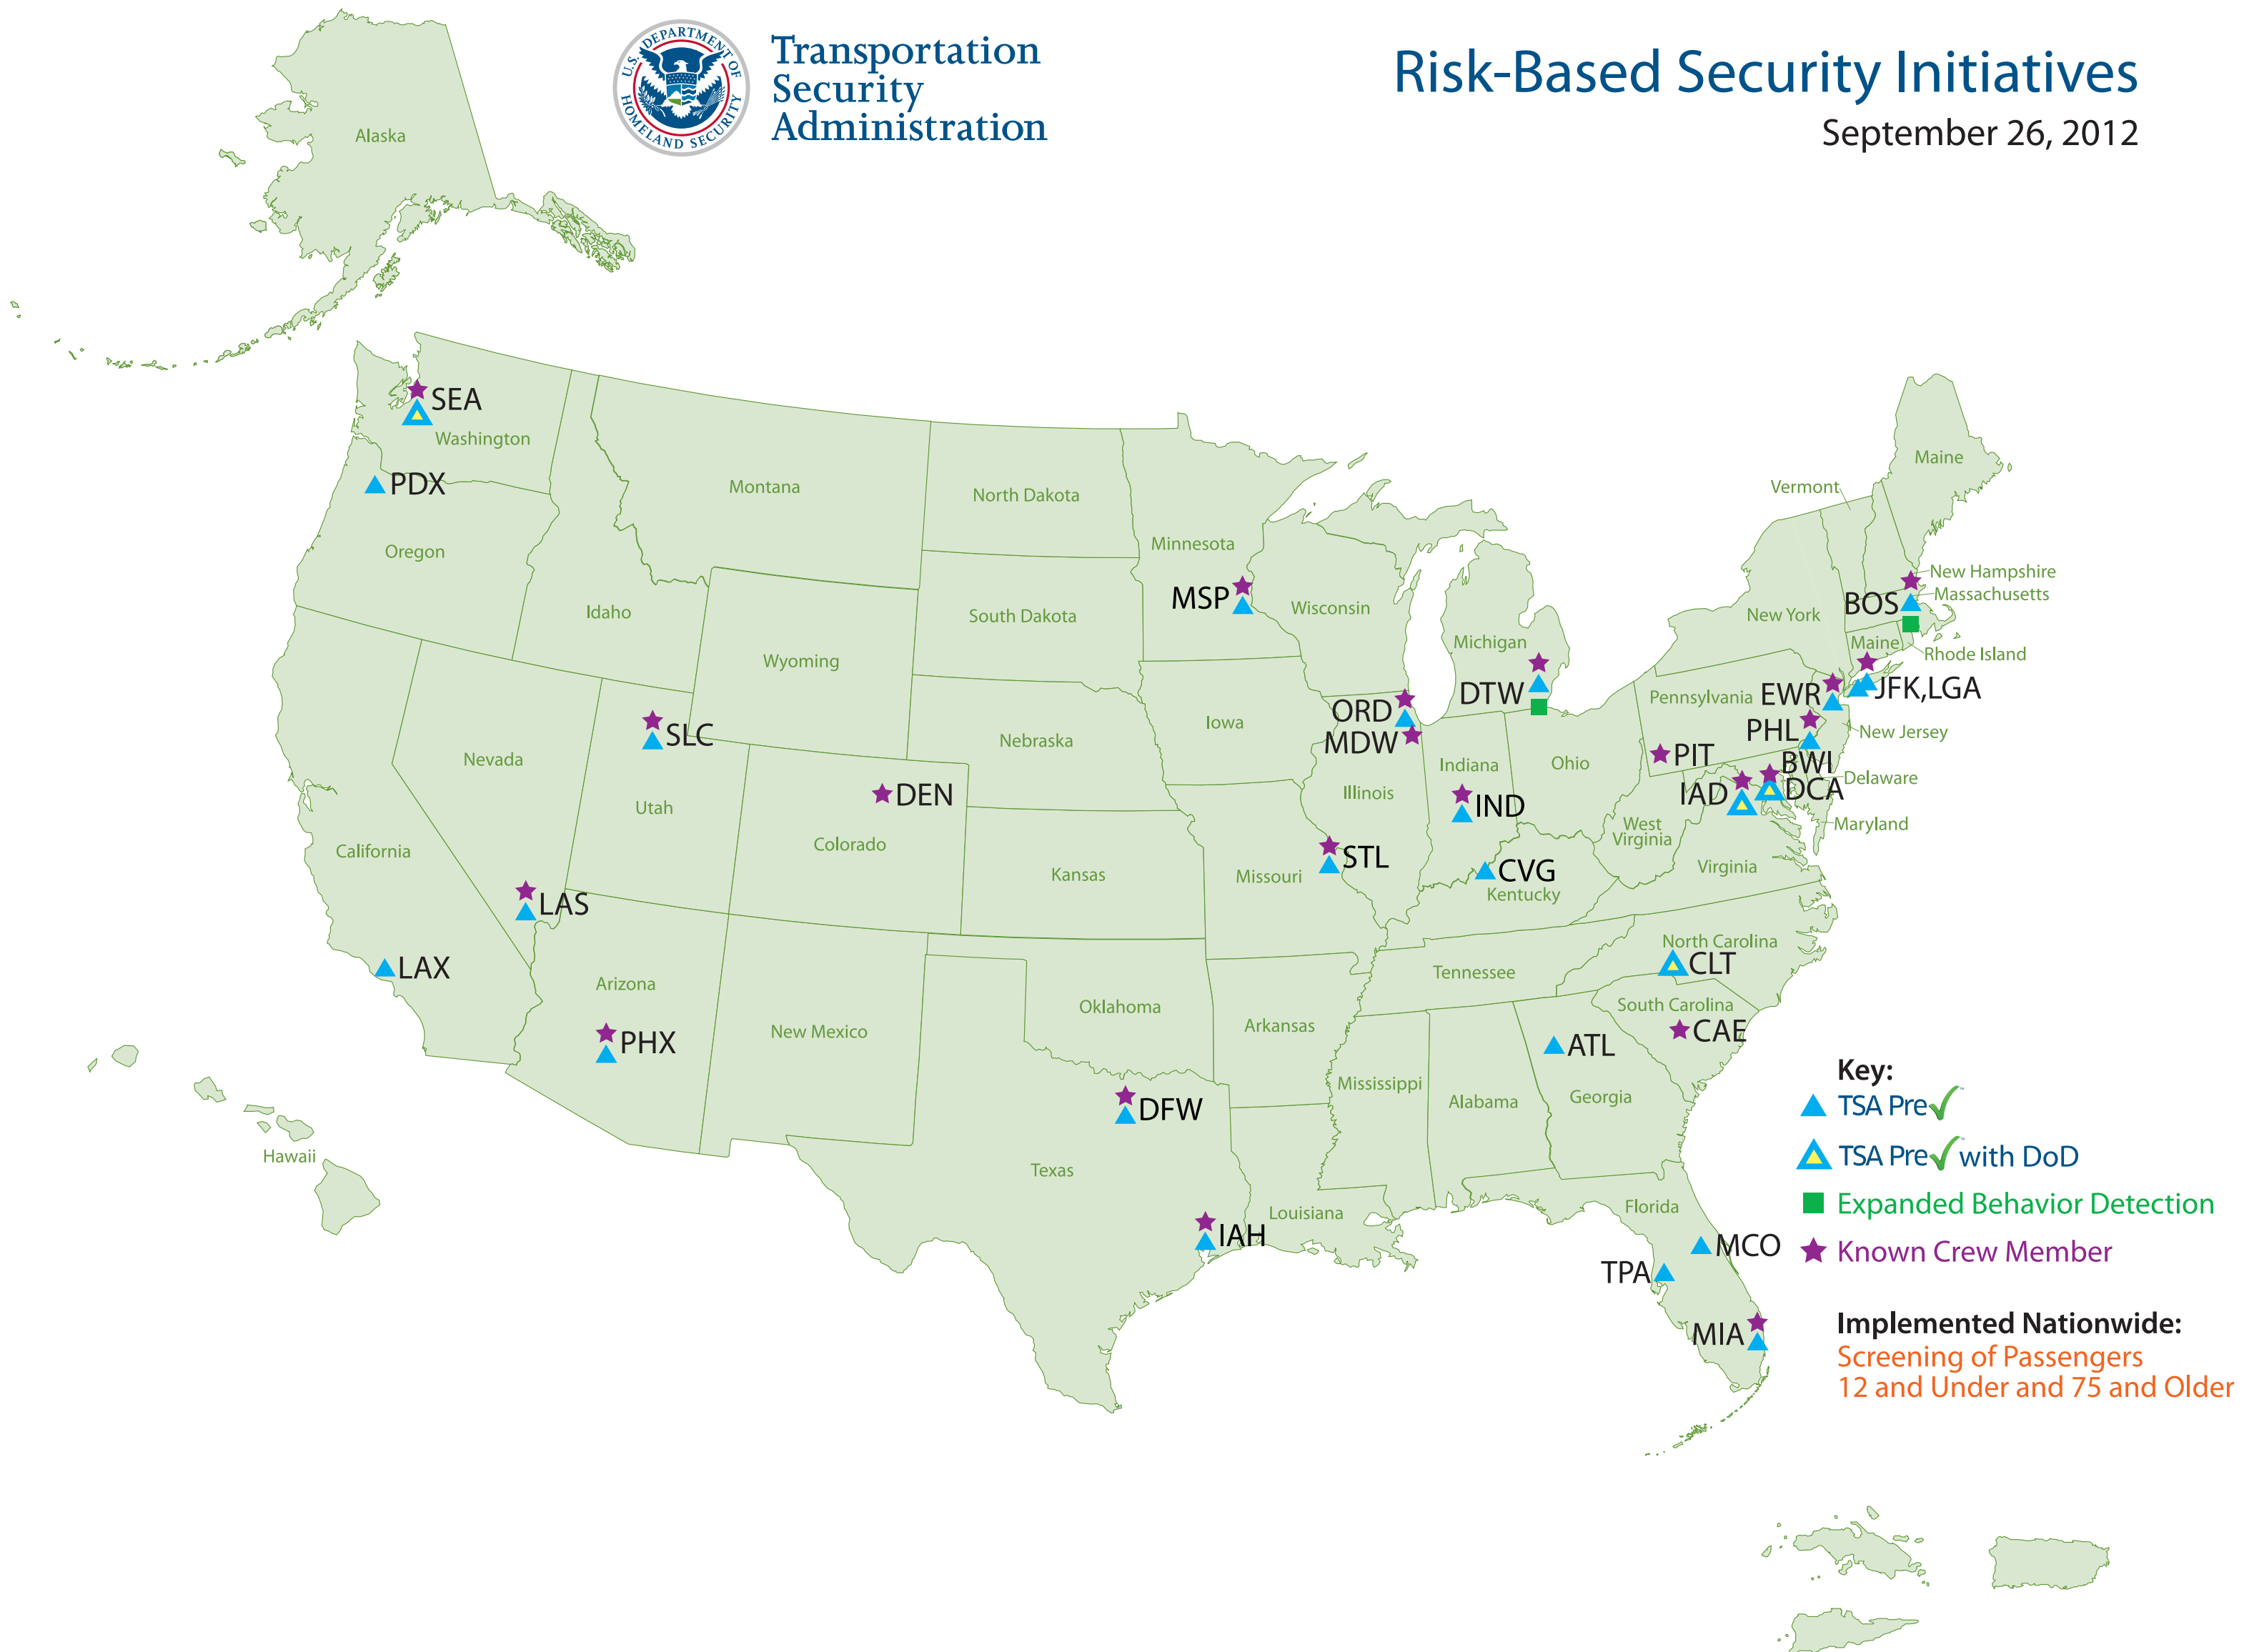 U.S. DEPARTMENT OF
HOMELAND SECURITY
Transportation
Security
Administration
Risk-Based Security Initiatives
September 26, 2012
Alaska
SEA
Washington
PDX
Oregon
Montana
North Dakota
Minnesota
MSP
Wisconsin
Michigan
DTW
Maine
Vermont
New Hampshire
Massachusetts
BOS
New York
Maine
Rhode Island
JFK,LGA
EWR
Pennsylvania
PHL
New Jersey
PIT
BWI
DCA
Delaware
IAD
Maryland
Idaho
South Dakota
Wyoming
ORD
MDW
Iowa
SLC
Nebraska
Nevada
Utah
DEN
Colorado
Illinois
Indiana
IND
Ohio
West
Virginia
Virginia
California
Kansas
Missouri
STL
CVG
Kentucky
LAS
LAX
Arizona
PHX
New Mexico
Oklahoma
Arkansas
Tennessee
North Carolina
CLT
South Carolina
CAE
ATL
Georgia
Mississippi
Alabama
DFW
Texas
IAH
Louisiana
Florida
MCO
TPA
MIA
Hawaii
Key:
TSA Pre✓™
TSA Pre✓™ with DoD
Expanded Behavior Detection
Known Crew Member
Implemented Nationwide:
Screening of Passengers
12 and Under and 75 and Older